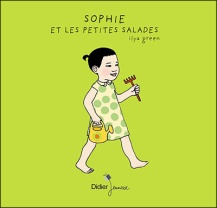 SOPHIE
ET LES PETITES SALADES
ilya green
Didier Jeunesse